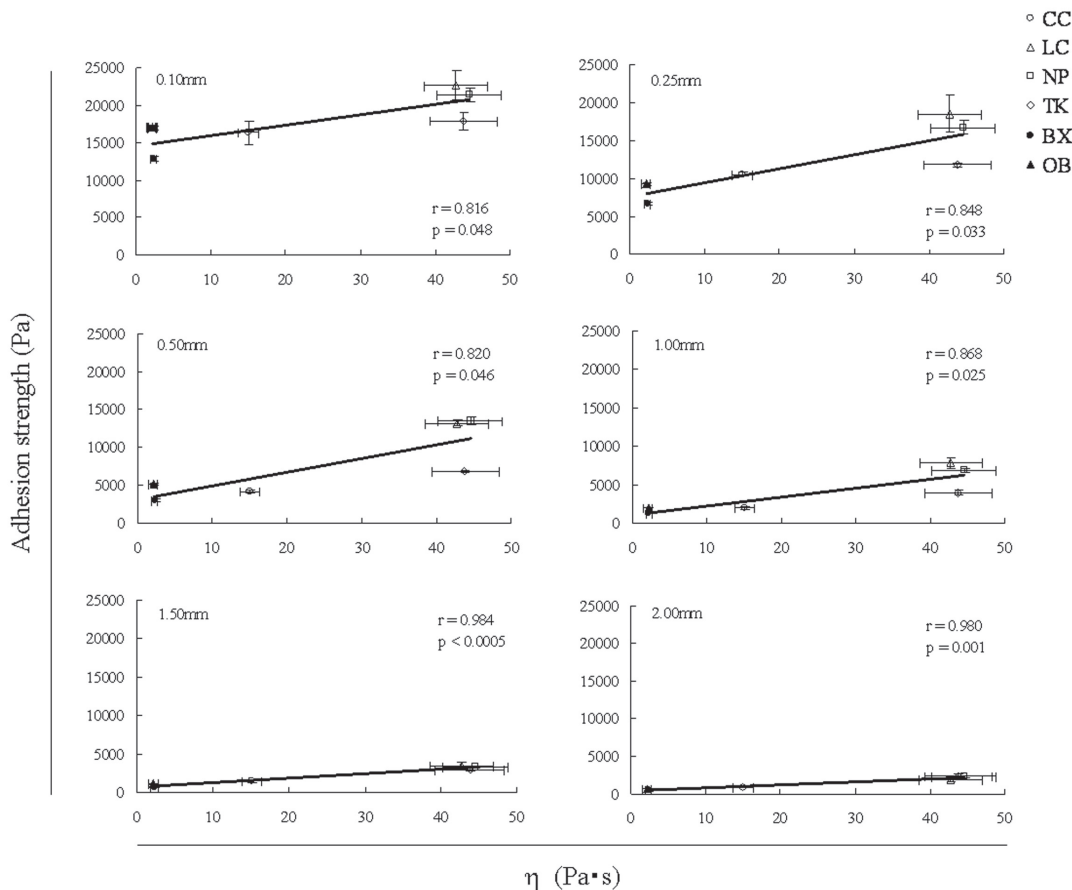 CC
LC
NP
TK
BX
OB
Adhesion strength (Pa)
25000
20000
15000
10000
5000
0
0.10mm
r = 0.816
p = 0.048
0 10 20 30 40 50
25000
20000
15000
10000
5000
0
0.25mm
r = 0.848
p = 0.033
0 10 20 30 40 50
25000
20000
15000
10000
5000
0
0.50mm
r = 0.820
p = 0.046
0 10 20 30 40 50
25000
20000
15000
10000
5000
0
1.00mm
r = 0.868
p = 0.025
0 10 20 30 40 50
25000
20000
15000
10000
5000
0
1.50mm
r = 0.984
p < 0.0005
0 10 20 30 40 50
25000
20000
15000
10000
5000
0
2.00mm
r = 0.980
p = 0.001
0 10 20 30 40 50
η (Pa▪s)